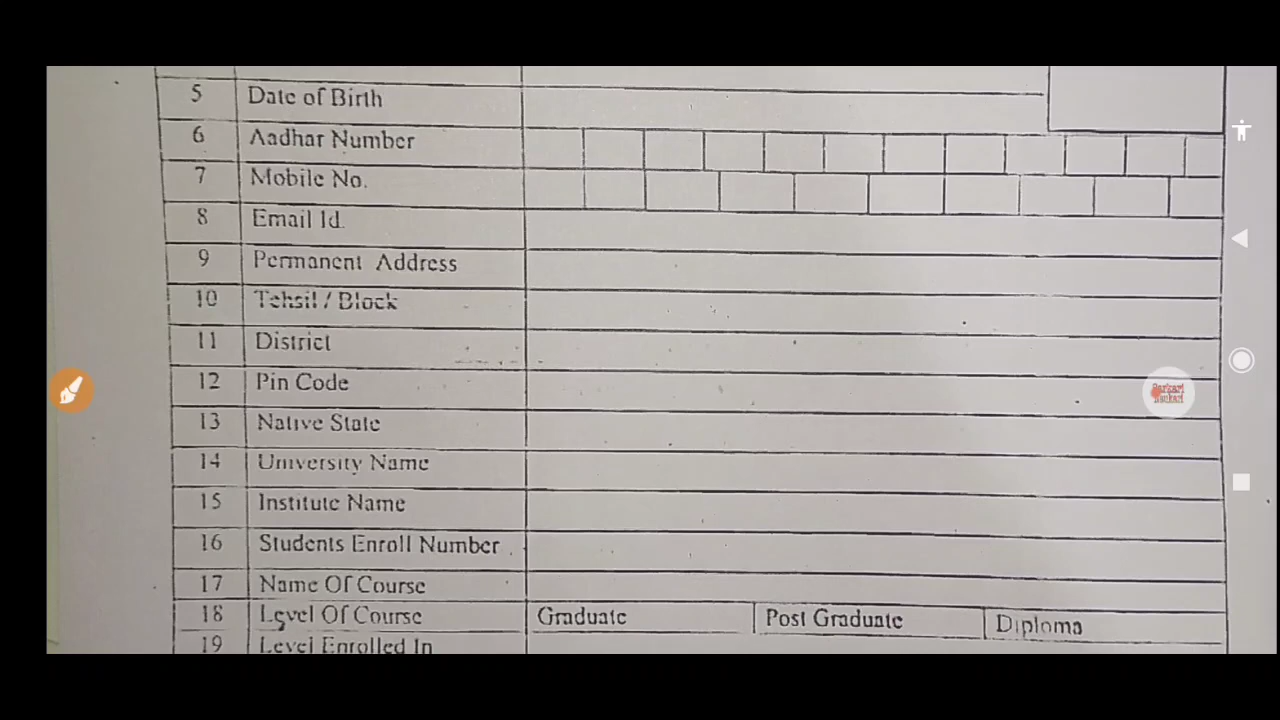 5 Date of Birth
6 Aadhar Number
7 Mobile No.
8 Email Id.
9 Permanent Address
10 Tehsil / Block
11 District
12 Pin Code
13 Native State
14 University Name
15 Institute Name
16 Students Enroll Number
17 Name Of Course
18 Level Of Course Graduate Post Graduate Diploma
19 Level Enrolled In
Sarkari
Naukari